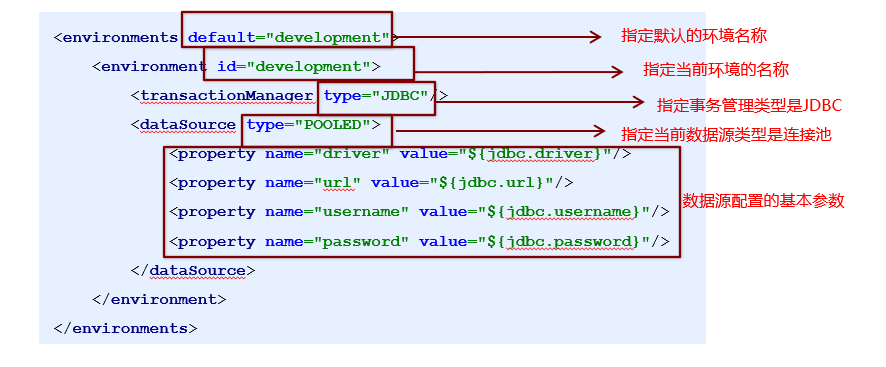 <environments default="development"> 指定默认的环境名称
<environment id="development"> 指定当前环境的名称
<transactionManager type="JDBC"/> 指定事务管理类型是JDBC
<dataSource type="POOLED"> 指定当前数据源类型是连接池
<property name="driver" value="${jdbc.driver}"/>
<property name="url" value="${jdbc.url}"/>
<property name="username" value="${jdbc.username}"/> 数据源配置的基本参数
<property name="password" value="${jdbc.password}"/>
</dataSource>
</environment>
</environments>